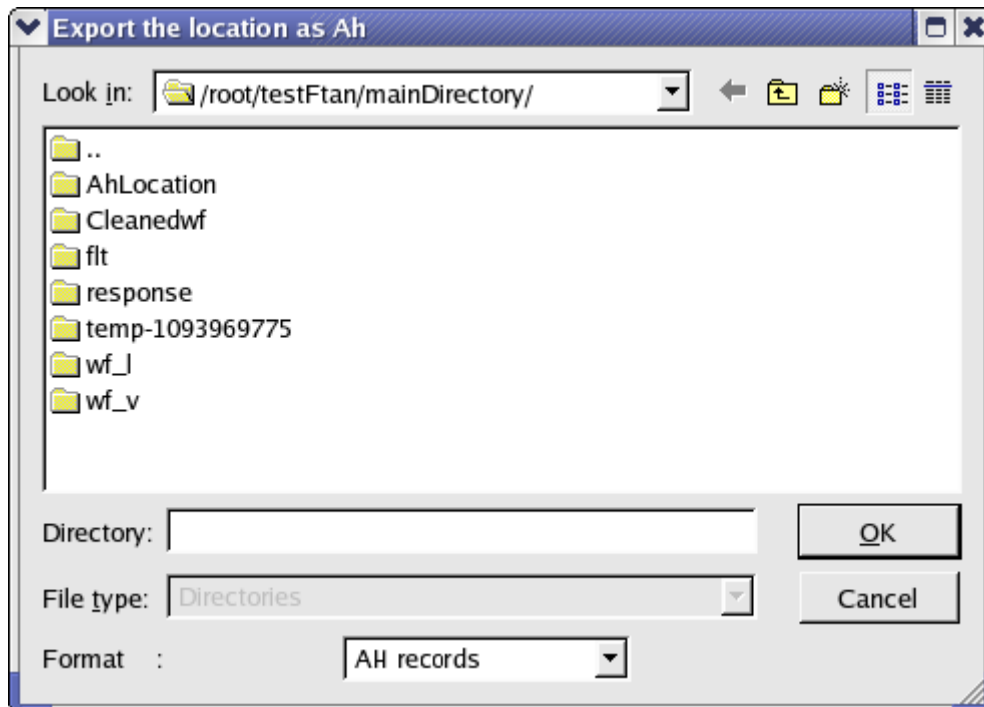 Export the location as Ah
Look in: /root/testFtan/mainDirectory/
..
AhLocation
Cleanedwf
flt
response
temp-1093969775
wf_l
wf_v
Directory: OK
File type: Directories Cancel
Format : AH records